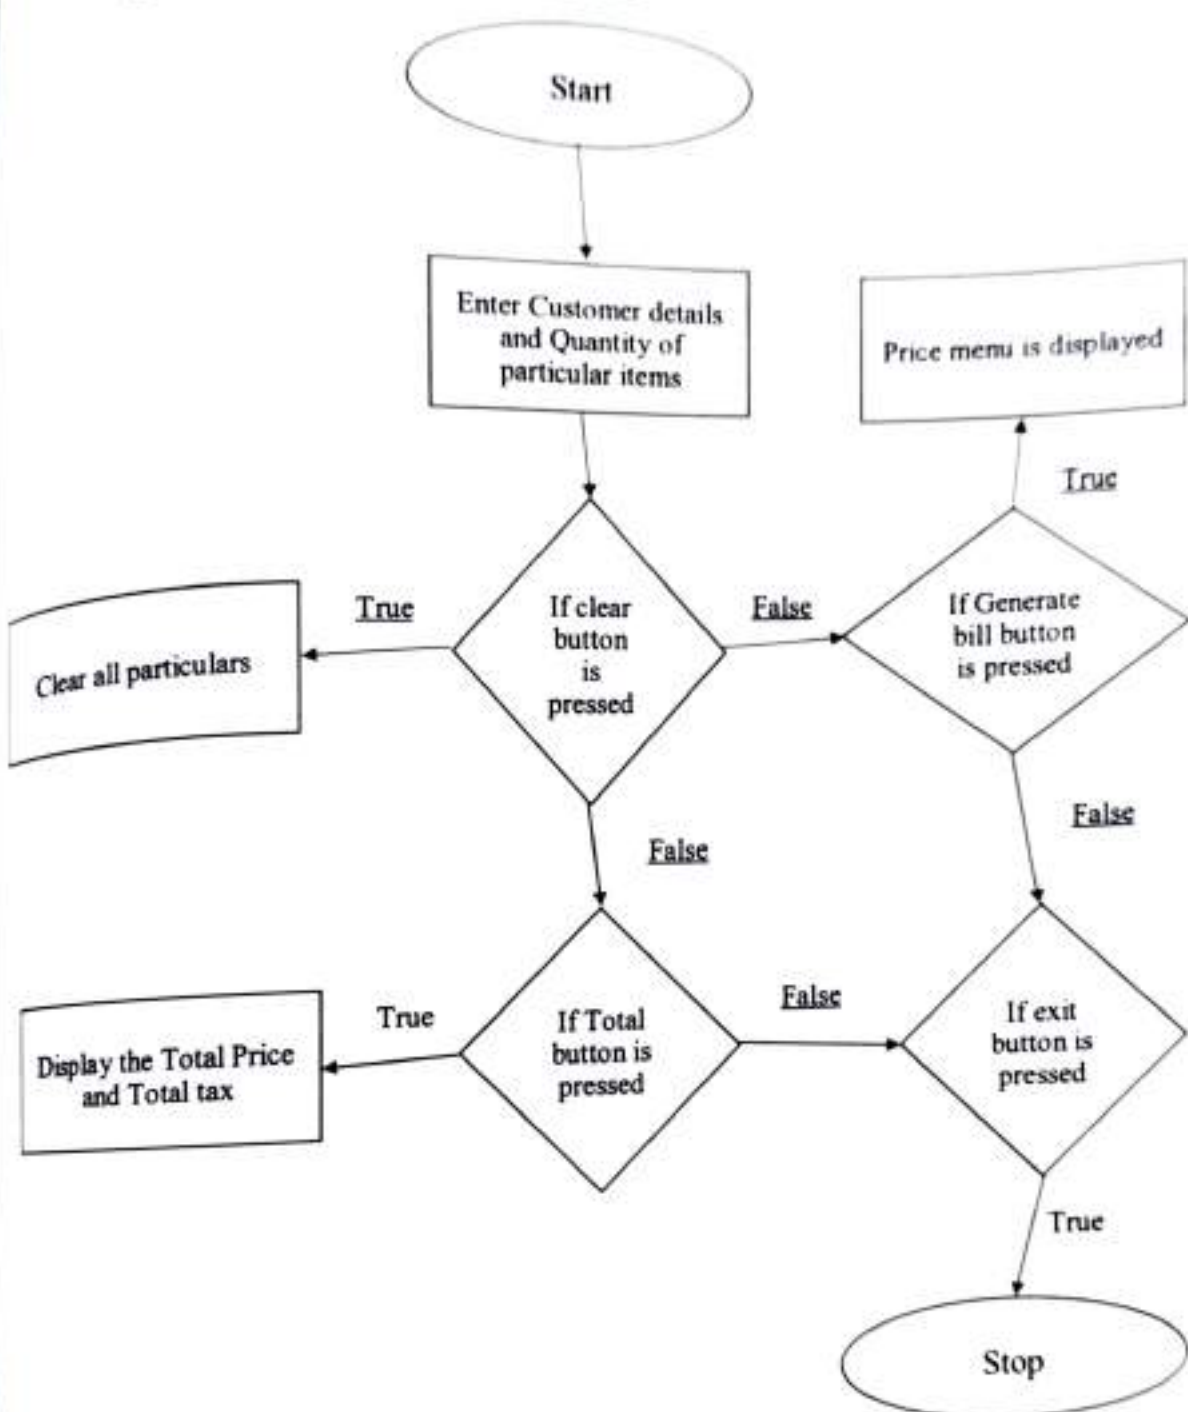 Start
Enter Customer details
and Quantity of
particular items
Price menu is displayed
True
If clear
button
is
pressed
True
False
If Generate
bill button
is pressed
Clear all particulars
False
False
If Total
button is
pressed
True
False
If exit
button is
pressed
Display the Total Price
and Total tax
True
Stop